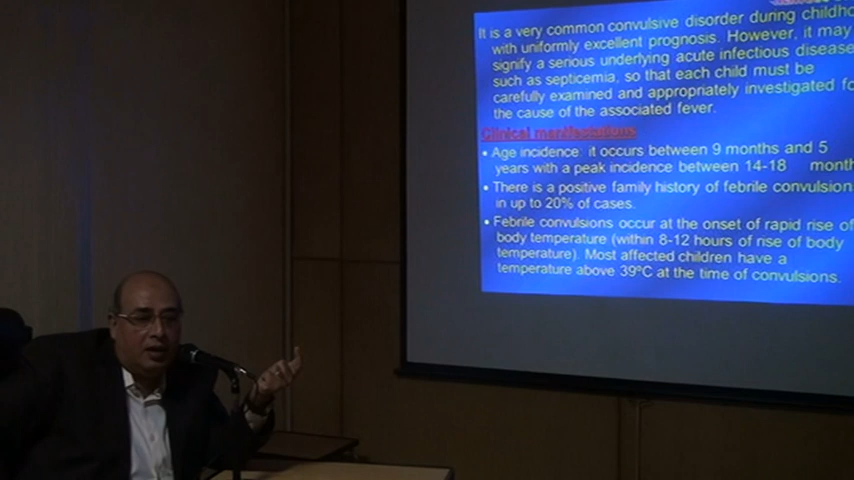 It is a very common convulsive disorder during childho
with uniformly excellent prognosis. However, it may
signify a serious underlying acute infectious disease
such as septicemia, so that each child must be
carefully examined and appropriately investigated fo
the cause of the associated fever.
Clinical manifestations
• Age incidence: it occurs between 9 months and 5
years with a peak incidence between 14-18 month
• There is a positive family history of febrile convulsion
in up to 20% of cases.
• Febrile convulsions occur at the onset of rapid rise of
body temperature (within 8-12 hours of rise of body
temperature). Most affected children have a
temperature above 39ºC at the time of convulsions.